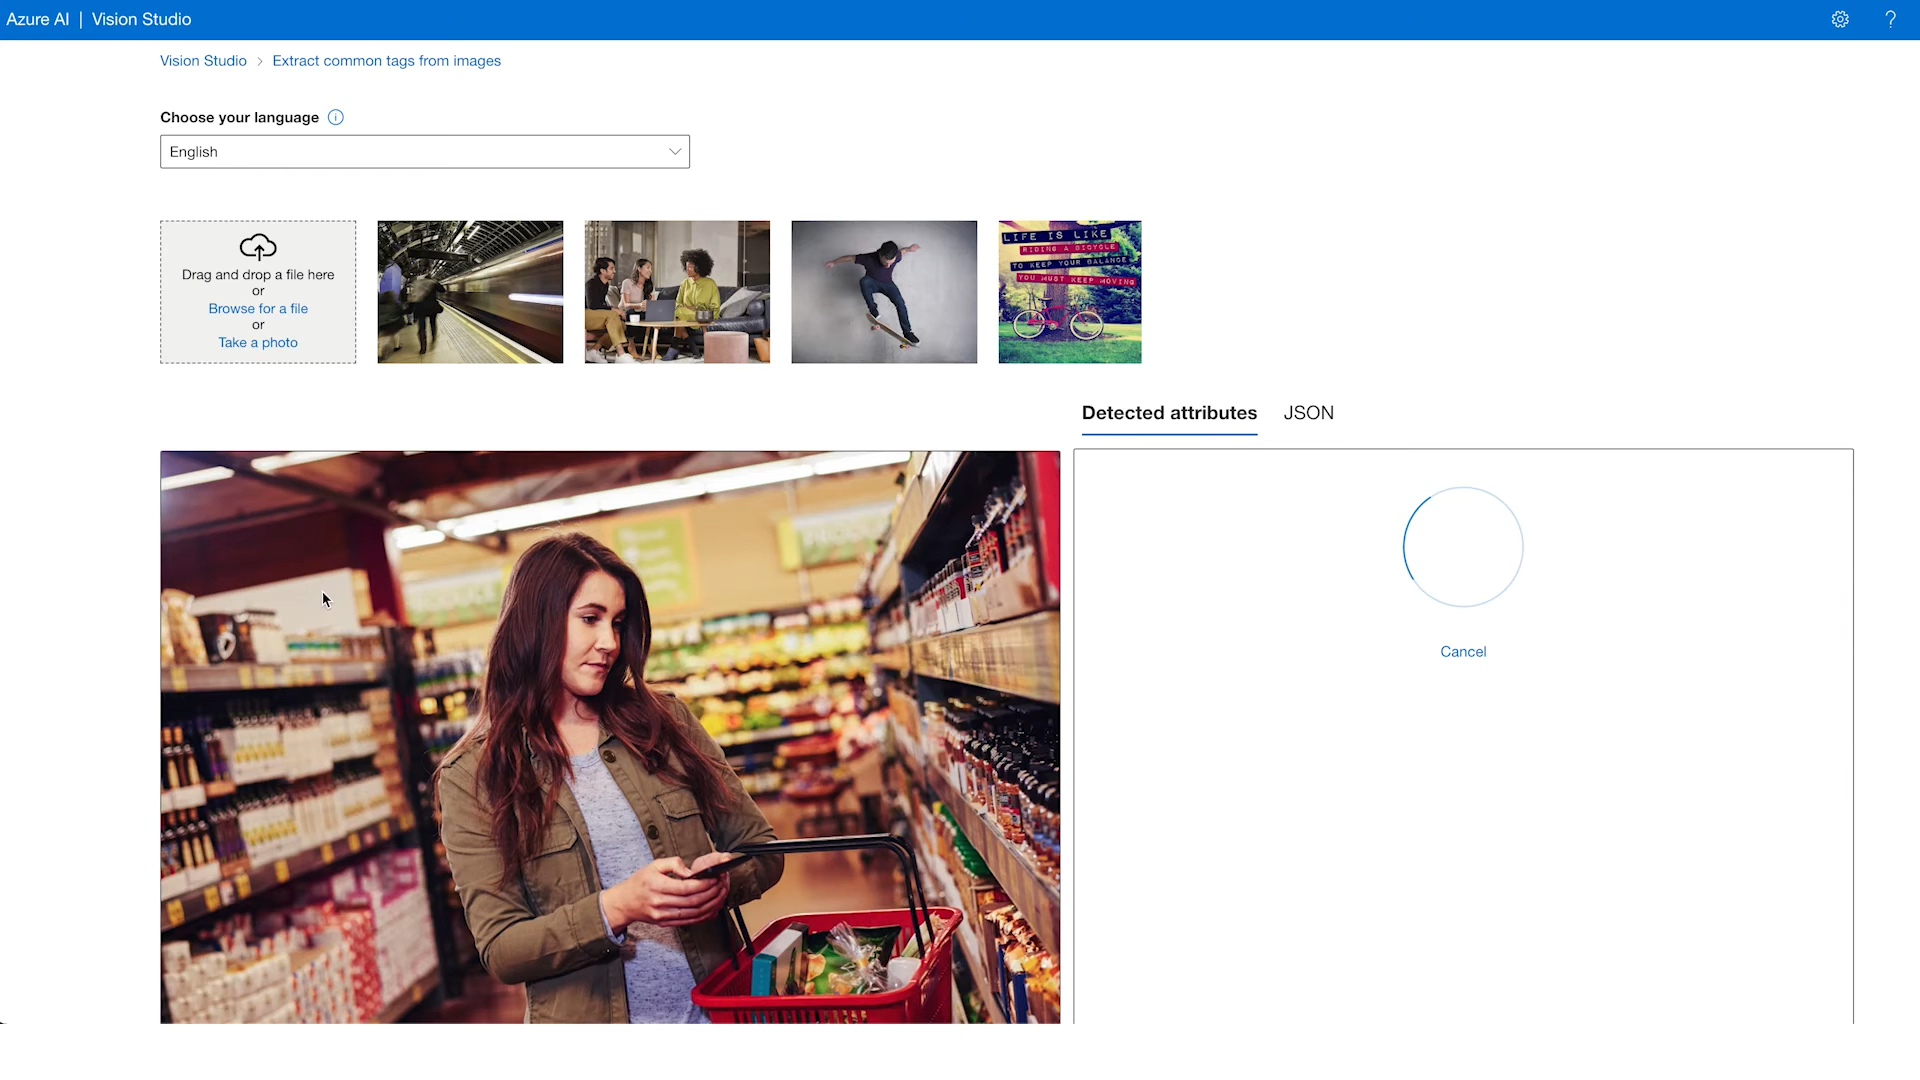 Azure AI | Vision Studio
?
Vision Studio > Extract common tags from images
Choose your language
English
Drag and drop a file here
or
Browse for a file
or
Take a photo
LIFE IS LIKE
RIDING A BICYCLE
TO KEEP YOUR BALANCE
YOU MUST KEEP MOVING
Detected attributes
JSON
Cancel